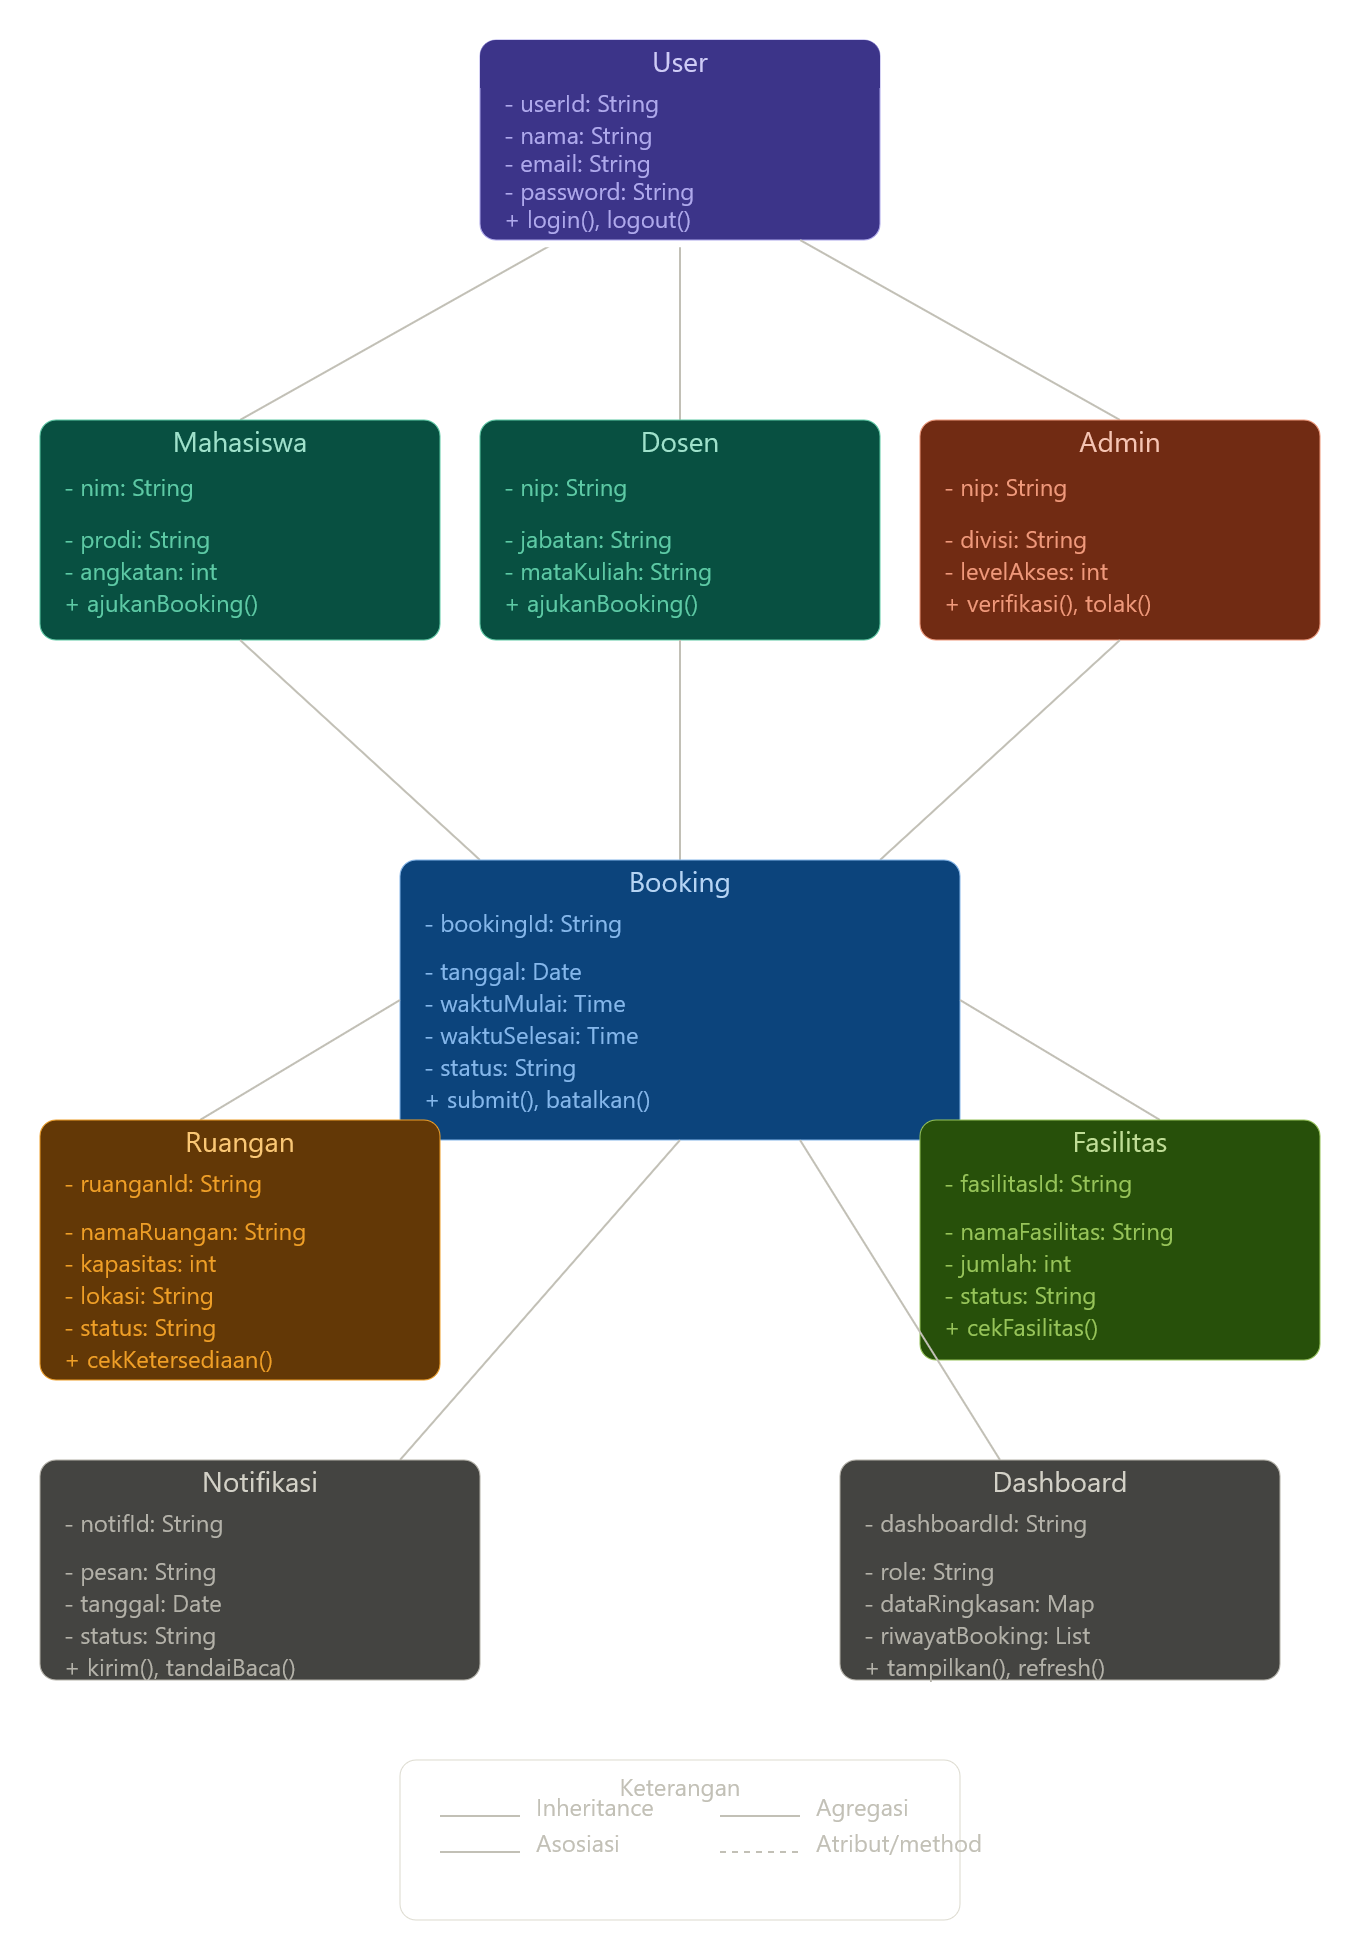 User
- userId: String
- nama: String
- email: String
- password: String
+ login(), logout()
Mahasiswa
- nim: String
- prodi: String
- angkatan: int
+ ajukanBooking()
Dosen
- nip: String
- jabatan: String
- mataKuliah: String
+ ajukanBooking()
Admin
- nip: String
- divisi: String
- levelAkses: int
+ verifikasi(), tolak()
Booking
- bookingId: String
- tanggal: Date
- waktuMulai: Time
- waktuSelesai: Time
- status: String
+ submit(), batalkan()
Ruangan
- ruanganId: String
- namaRuangan: String
- kapasitas: int
- lokasi: String
- status: String
+ cekKetersediaan()
Fasilitas
- fasilitasId: String
- namaFasilitas: String
- jumlah: int
- status: String
+ cekFasilitas()
Notifikasi
- notifId: String
- pesan: String
- tanggal: Date
- status: String
+ kirim(), tandaiBaca()
Dashboard
- dashboardId: String
- role: String
- dataRingkasan: Map
- riwayatBooking: List
+ tampilkan(), refresh()
Keterangan
Inheritance
Agregasi
Asosiasi
Atribut/method